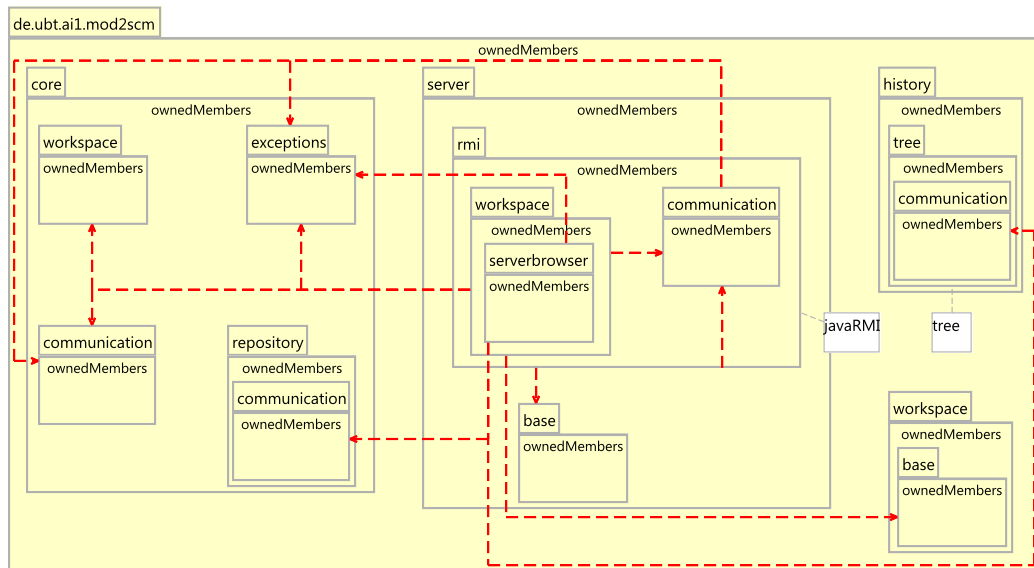 de.ubt.ai1.mod2scm
ownedMembers
core
ownedMembers
workspace
ownedMembers
exceptions
ownedMembers
communication
ownedMembers
repository
ownedMembers
communication
ownedMembers
server
ownedMembers
rmi
ownedMembers
workspace
ownedMembers
serverbrowser
ownedMembers
communication
ownedMembers
javaRMI
base
ownedMembers
history
ownedMembers
tree
ownedMembers
communication
ownedMembers
tree
workspace
ownedMembers
base
ownedMembers